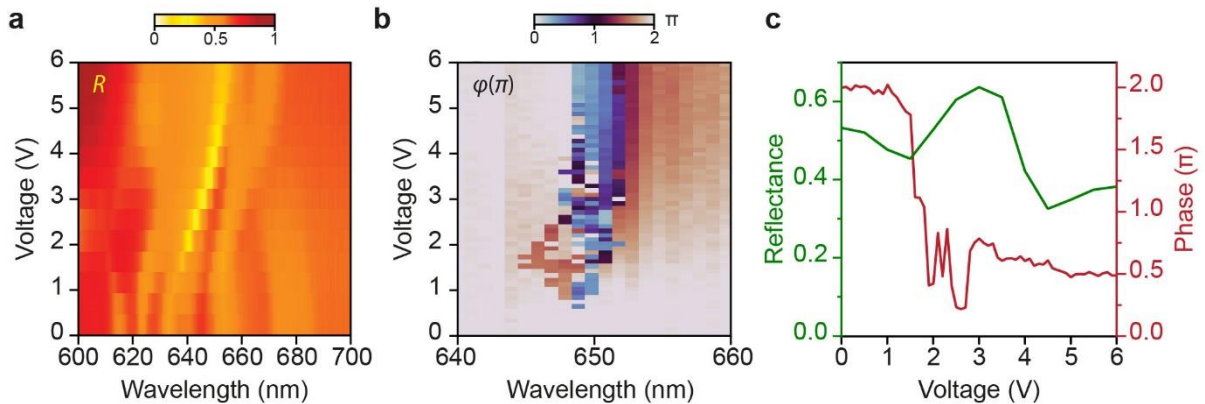 a
0 0.5 1
R
Voltage (V)
6
5
4
3
2
1
0
600 620 640 660 680 700
Wavelength (nm)
b
π
0 1 2
φ(π)
Voltage (V)
6
5
4
3
2
1
0
640 650 660
Wavelength (nm)
c
Reflectance
0.6
0.4
0.2
0.0
2.0
1.5
1.0
0.5
0.0
Phase (π)
0 1 2 3 4 5 6
Voltage (V)